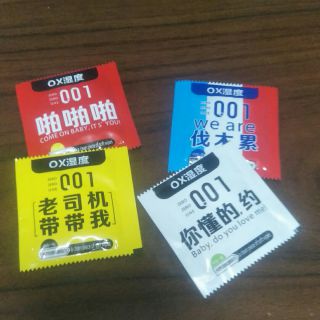 OX湿度
001
啪啪啪
COME ON BABY, IT'S YOU!
OX湿度
001
we are
伐木累
OX湿度
001
老司机
带带我
OX湿度
001
你懂的 约
Baby, do you love me!